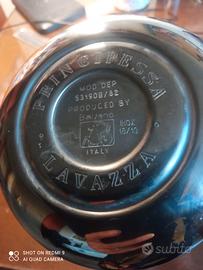 PRINCIPESSA
MOD DEP
53190B/82
PRODUCED BY
Balzano
INOX
18/10
ITALY
LAVAZZA
SHOT ON REDMI 9
AI QUAD CAMERA
subito